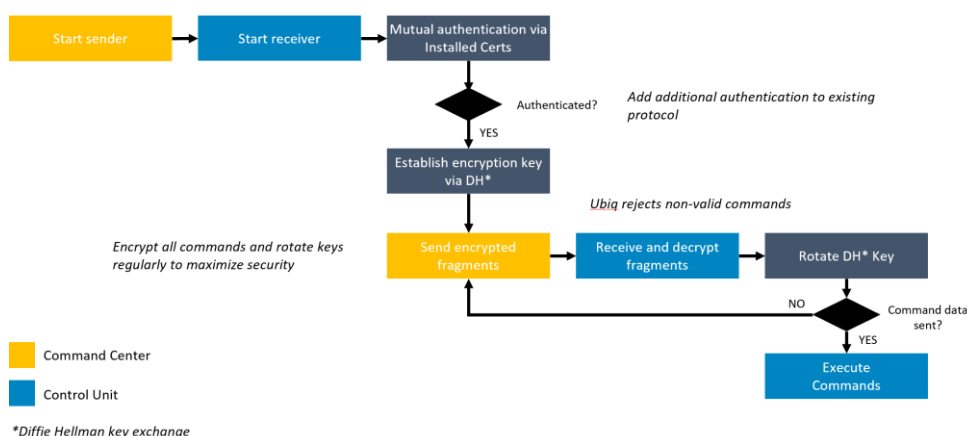 Start sender
Start receiver
Mutual authentication via
Installed Certs
Authenticated?
Add additional authentication to existing
protocol
YES
Establish encryption key
via DH*
Ubiq rejects non-valid commands
Encrypt all commands and rotate keys
regularly to maximize security
Send encrypted
fragments
Receive and decrypt
fragments
Rotate DH* Key
NO
Command data
sent?
YES
Execute
Commands
Command Center
Control Unit
*Diffie Hellman key exchange